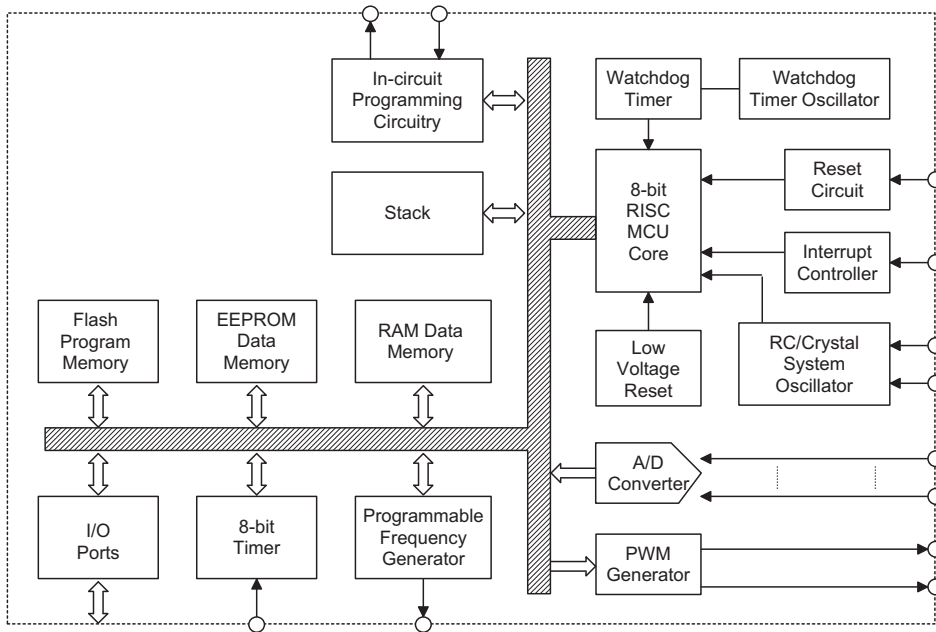 In-circuit
Programming
Circuitry
Watchdog
Timer
Watchdog
Timer Oscillator
Stack
8-bit
RISC
MCU
Core
Reset
Circuit
Interrupt
Controller
Flash
Program
Memory
EEPROM
Data
Memory
RAM Data
Memory
Low
Voltage
Reset
RC/Crystal
System
Oscillator
A/D
Converter
I/O
Ports
8-bit
Timer
Programmable
Frequency
Generator
PWM
Generator